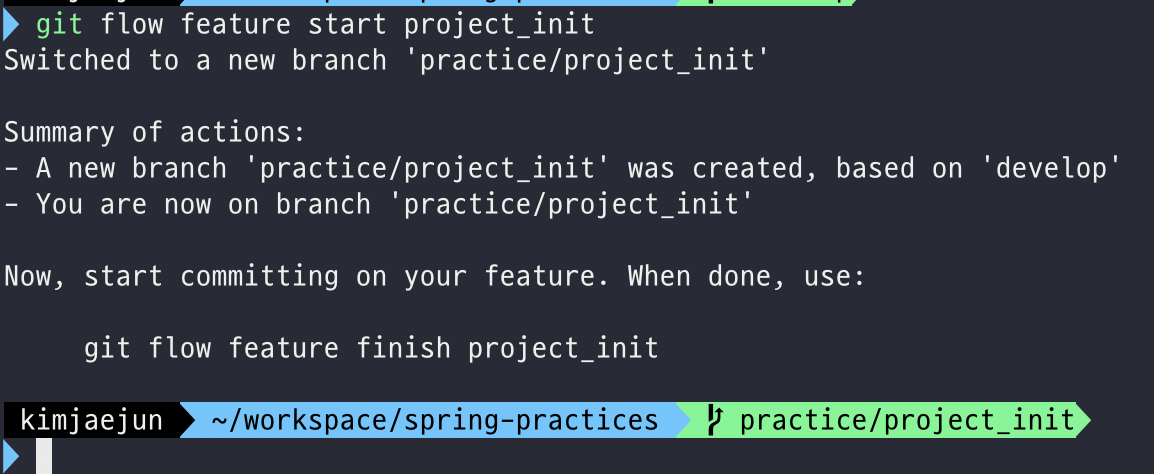 git flow feature start project_init
Switched to a new branch 'practice/project_init'
Summary of actions:
- A new branch 'practice/project_init' was created, based on 'develop'
- You are now on branch 'practice/project_init'
Now, start committing on your feature. When done, use:
git flow feature finish project_init
kimjaejun ~/workspace/spring-practices practice/project_init